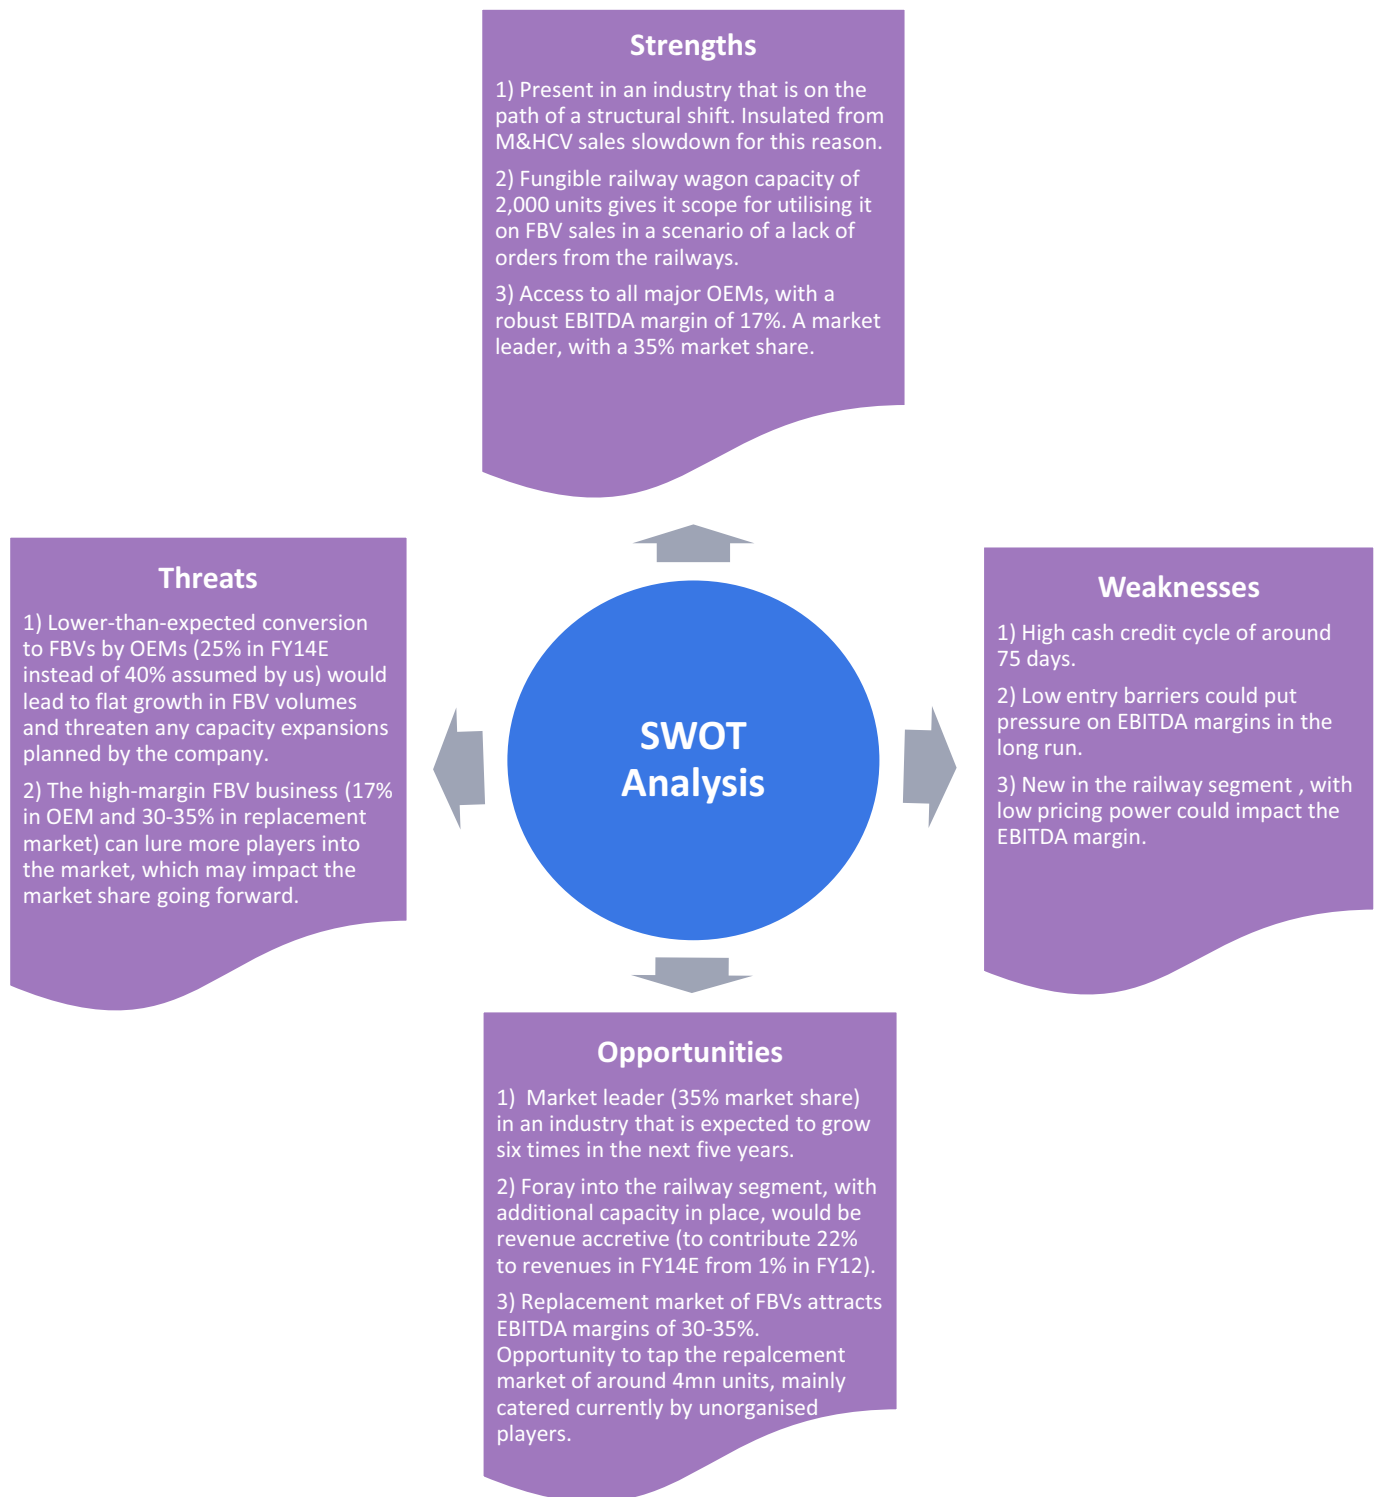 Strengths
1) Present in an industry that is on the
path of a structural shift. Insulated from
M&HCV sales slowdown for this reason.
2) Fungible railway wagon capacity of
2,000 units gives it scope for utilising it
on FBV sales in a scenario of a lack of
orders from the railways.
3) Access to all major OEMs, with a
robust EBITDA margin of 17%. A market
leader, with a 35% market share.
Threats
1) Lower-than-expected conversion
to FBVs by OEMs (25% in FY14E
instead of 40% assumed by us) would
lead to flat growth in FBV volumes
and threaten any capacity expansions
planned by the company.
2) The high-margin FBV business (17%
in OEM and 30-35% in replacement
market) can lure more players into
the market, which may impact the
market share going forward.
SWOT
Analysis
Weaknesses
1) High cash credit cycle of around
75 days.
2) Low entry barriers could put
pressure on EBITDA margins in the
long run.
3) New in the railway segment , with
low pricing power could impact the
EBITDA margin.
Opportunities
1)  Market leader (35% market share)
in an industry that is expected to grow
six times in the next five years.
2) Foray into the railway segment, with
additional capacity in place, would be
revenue accretive (to contribute 22%
to revenues in FY14E from 1% in FY12).
3) Replacement market of FBVs attracts
EBITDA margins of 30-35%.
Opportunity to tap the repalcement
market of around 4mn units, mainly
catered currently by unorganised
players.